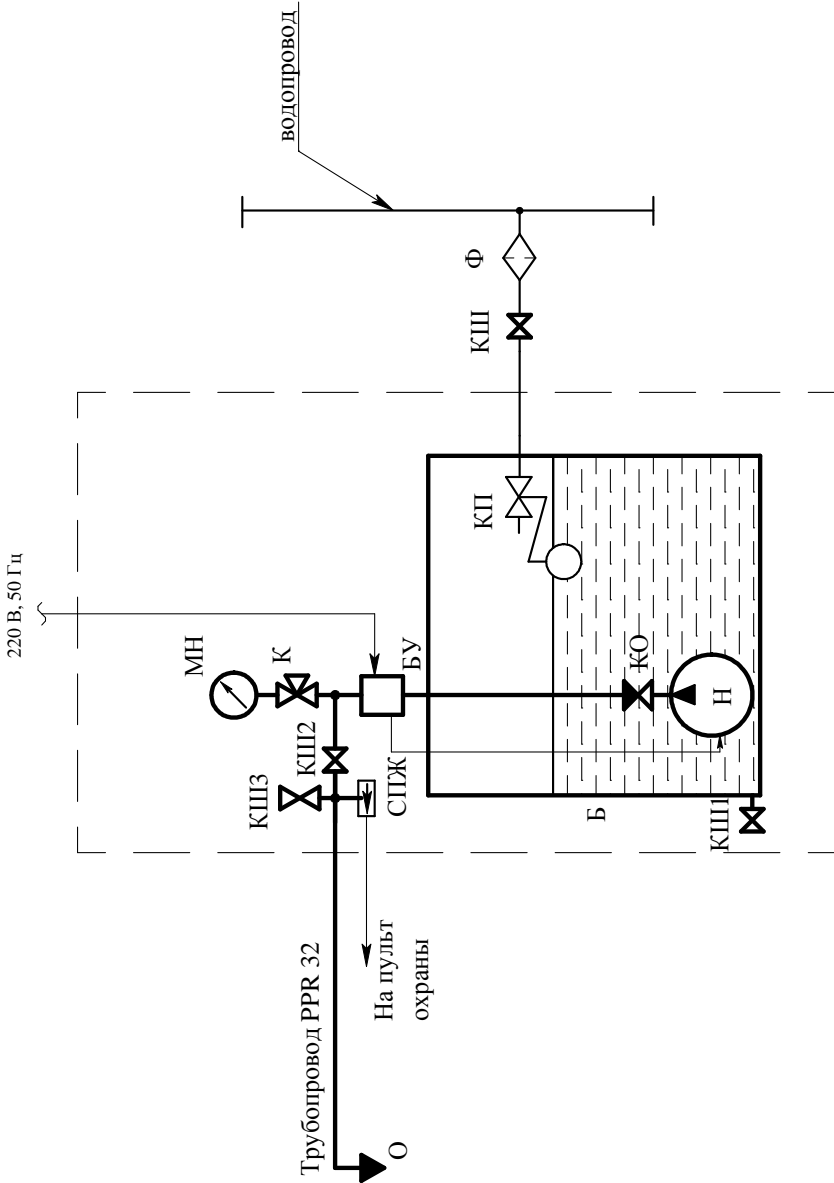 водопровод
Ф
КШ
220 В, 50 Гц
МН
К
КП
БУ
КО
КШ2
Н
КШ3
СПЖ
Б
КШ1
На пульт
охраны
Трубопровод PPR 32
О